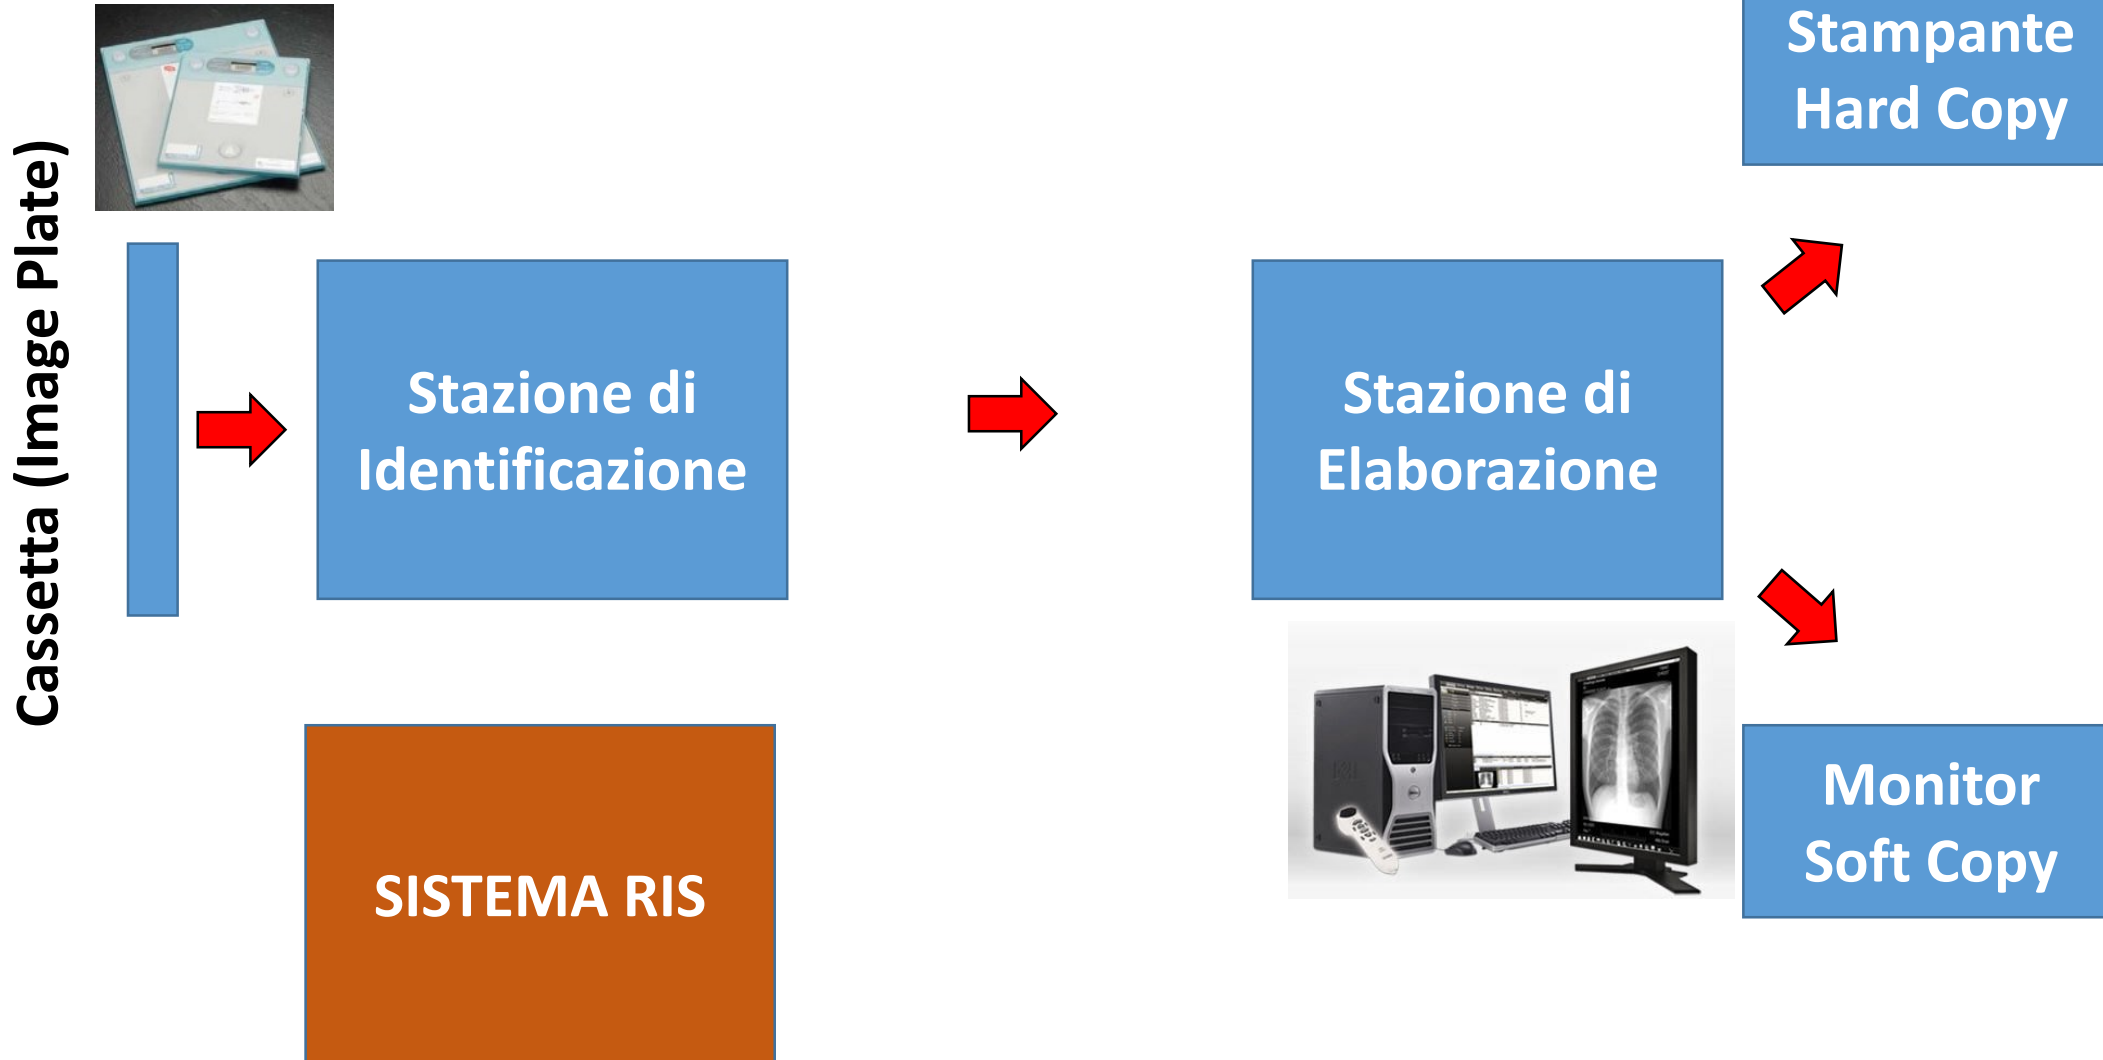 Cassetta (Image Plate)
Stazione di
Identificazione
SISTEMA RIS
Stazione di
Elaborazione
Stampante
Hard Copy
Monitor
Soft Copy